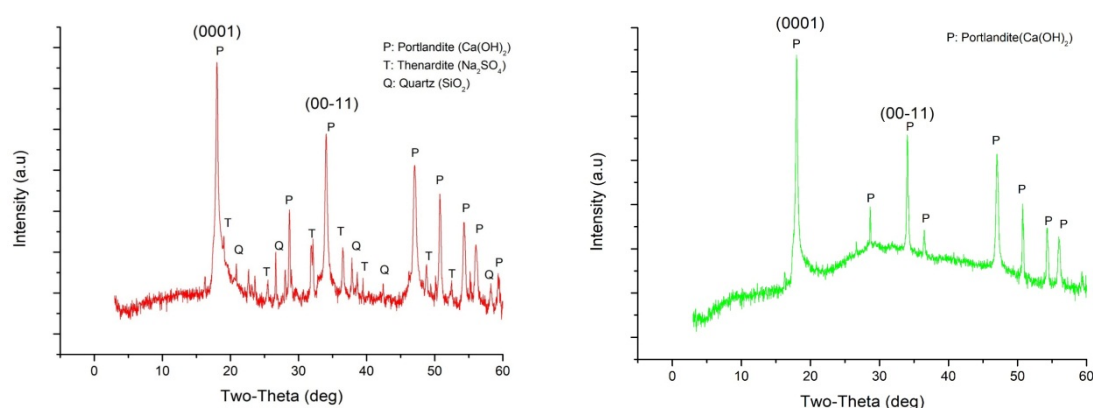 (0001)
P
P: Portlandite (Ca(OH)₂
T: Thenardite (Na₂SO₄)
Q: Quartz (SiO₂)
(00-11)
P
P
P
P
P
P
P
T
Q
T
Q
T
T
Q
T
Q
T
T
Q
Intensity (a.u)
0
10
20
30
40
50
60
Two-Theta (deg)
(0001)
P
P: Portlandite(Ca(OH)₂)
(00-11)
P
P
P
P
P
P
P
Intensity (a.u)
0
10
20
30
40
50
60
Two-Theta (deg)